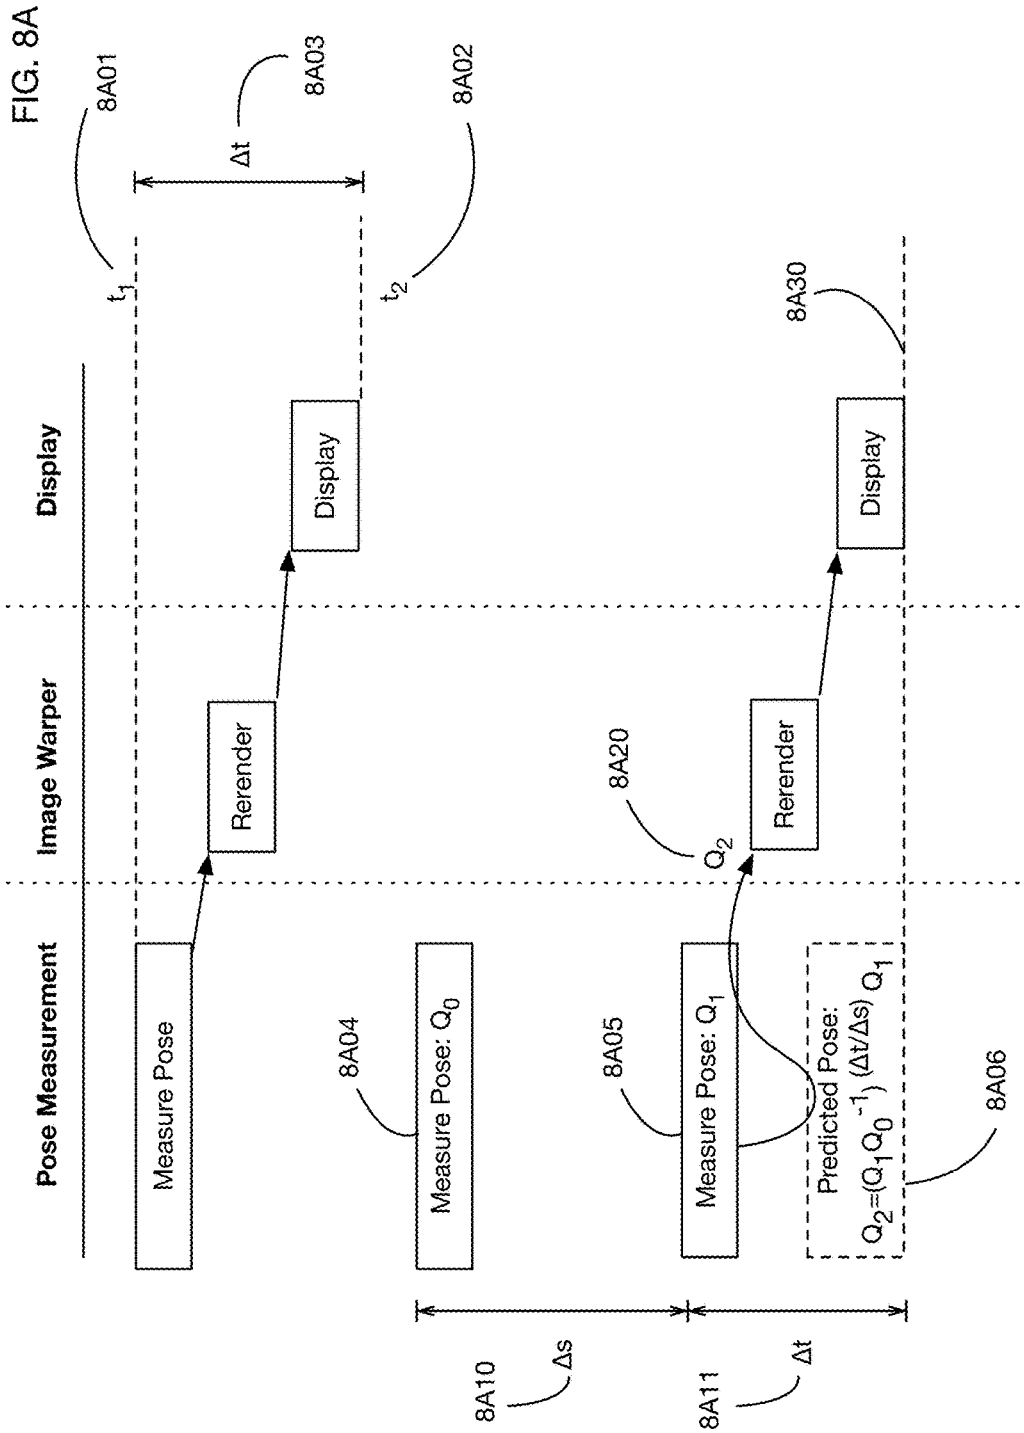 FIG. 8A
Pose Measurement
Image Warper
Display
t1
8A01
Δt
8A03
t2
8A02
Measure Pose
Rerender
Display
8A04
Measure Pose: Q0
8A05
Measure Pose: Q1
8A20
Q2
Rerender
Display
8A30
Predicted Pose:
Q2=(Q1Q0-1) (Δt/Δs) Q1
8A06
8A10
Δs
8A11
Δt